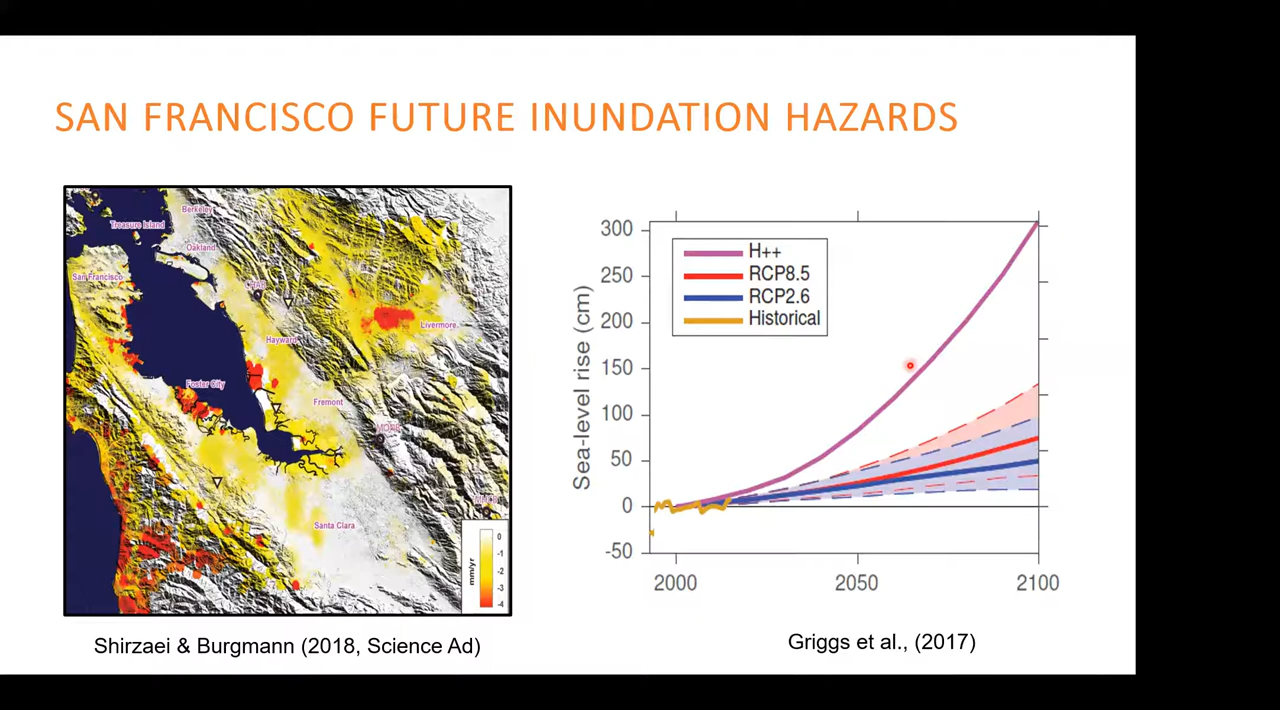 SAN FRANCISCO FUTURE INUNDATION HAZARDS
Berkeley
Treasure Island
Oakland
San Francisco
CHAB
Livermore
Hayward
Foster City
Fremont
MOAB
Santa Clara
mm/yr
0
-1
-2
-3
-4
Shirzaei & Burgmann (2018, Science Ad)
Sea-level rise (cm)
300
250
200
150
100
50
0
-50
H++
RCP8.5
RCP2.6
Historical
2000 2050 2100
Griggs et al., (2017)